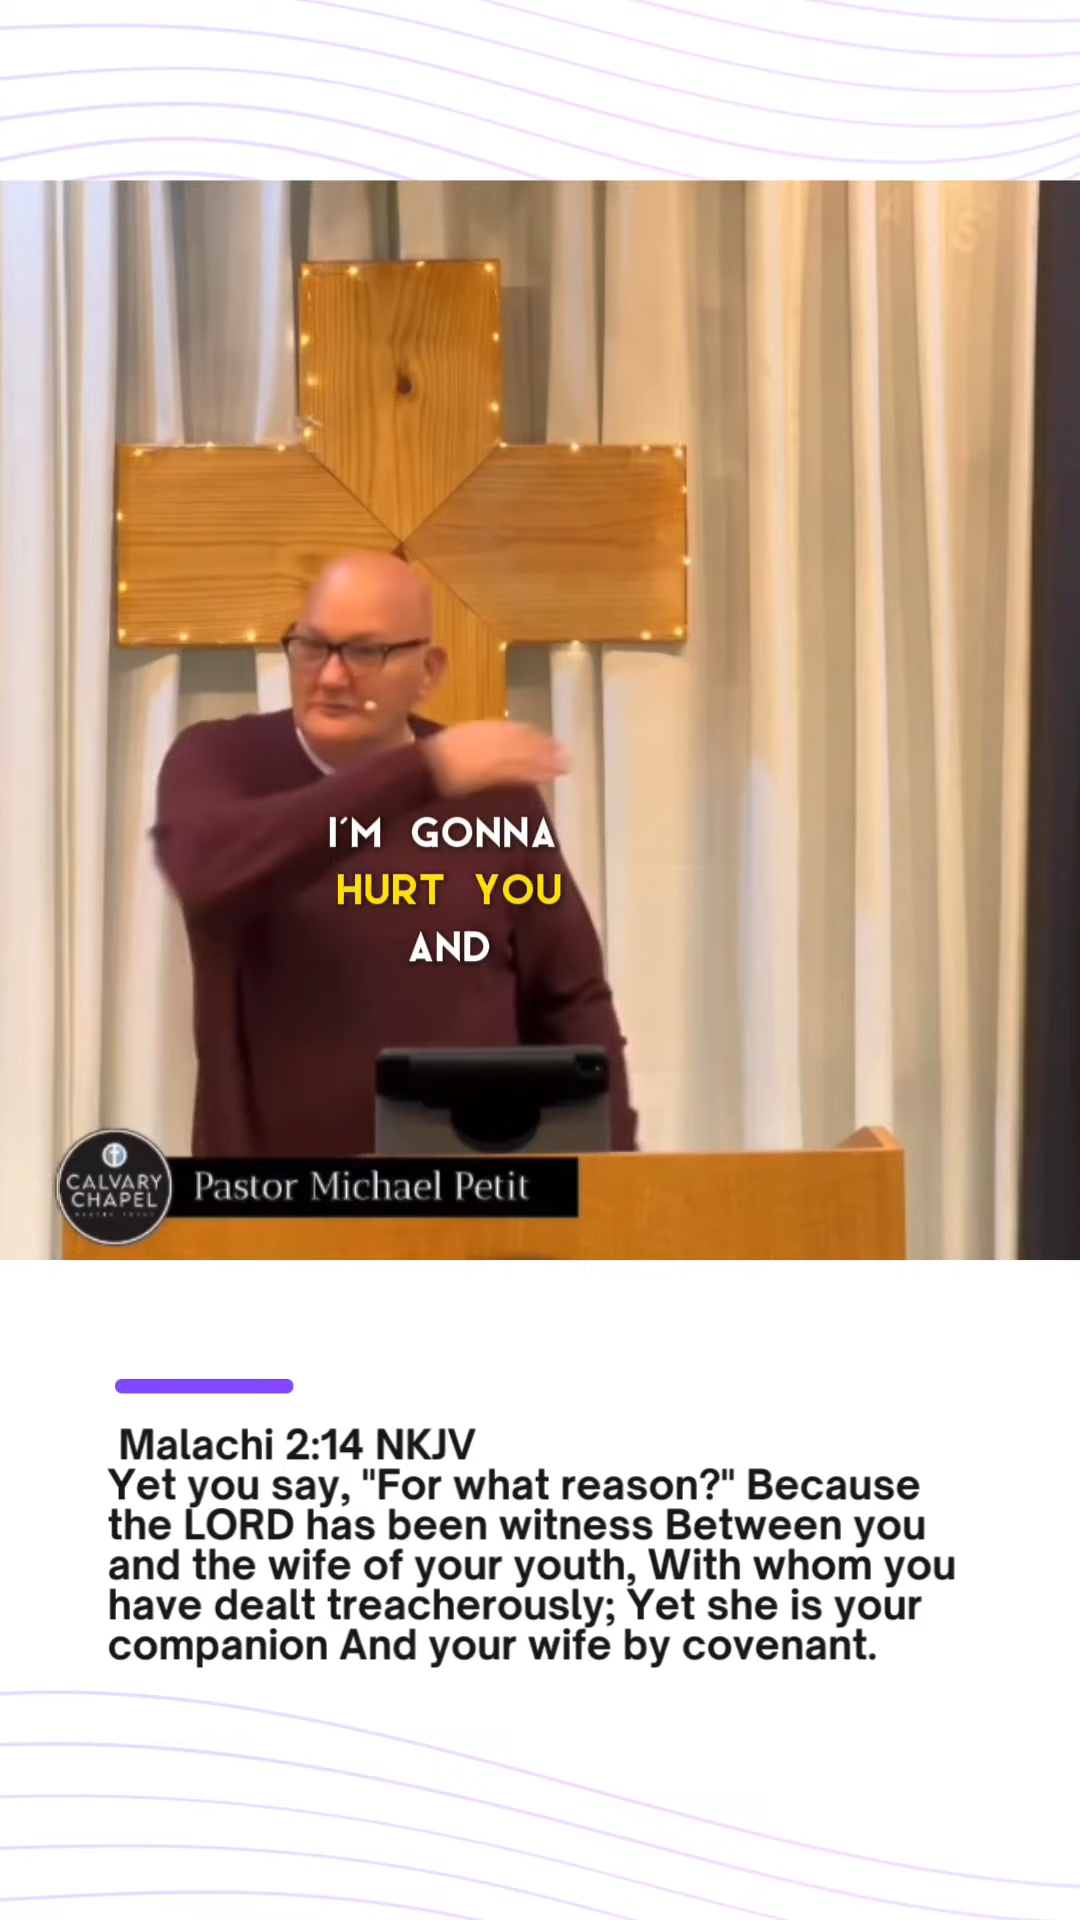 I'M GONNA
HURT YOU
AND
CALVARY
CHAPEL
Pastor Michael Petit
Malachi 2:14 NKJV
Yet you say, "For what reason?" Because
the LORD has been witness Between you
and the wife of your youth, With whom you
have dealt treacherously; Yet she is your
companion And your wife by covenant.